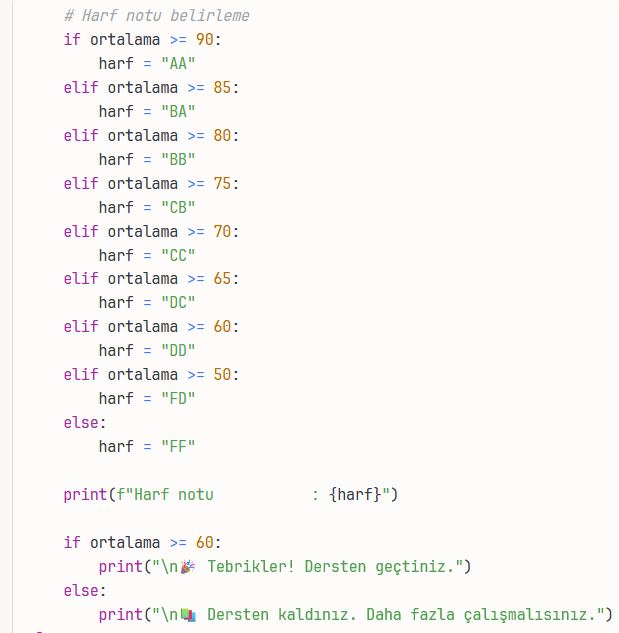 # Harf notu belirleme
if ortalama >= 90:
    harf = "AA"
elif ortalama >= 85:
    harf = "BA"
elif ortalama >= 80:
    harf = "BB"
elif ortalama >= 75:
    harf = "CB"
elif ortalama >= 70:
    harf = "CC"
elif ortalama >= 65:
    harf = "DC"
elif ortalama >= 60:
    harf = "DD"
elif ortalama >= 50:
    harf = "FD"
else:
    harf = "FF"

print(f"Harf notu           : {harf}")

if ortalama >= 60:
    print("\n🎉 Tebrikler! Dersten geçtiniz.")
else:
    print("\n📚 Dersten kaldınız. Daha fazla çalışmalısınız.")